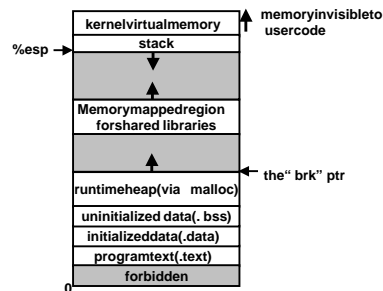 kernelvirtualmemory
memoryinvisibleto
usercode
stack
%esp
Memorymappedregion
forshared libraries
the“ brk” ptr
runtimeheap(via malloc)
uninitialized data(. bss)
initializeddata(.data)
programtext(.text)
forbidden
0